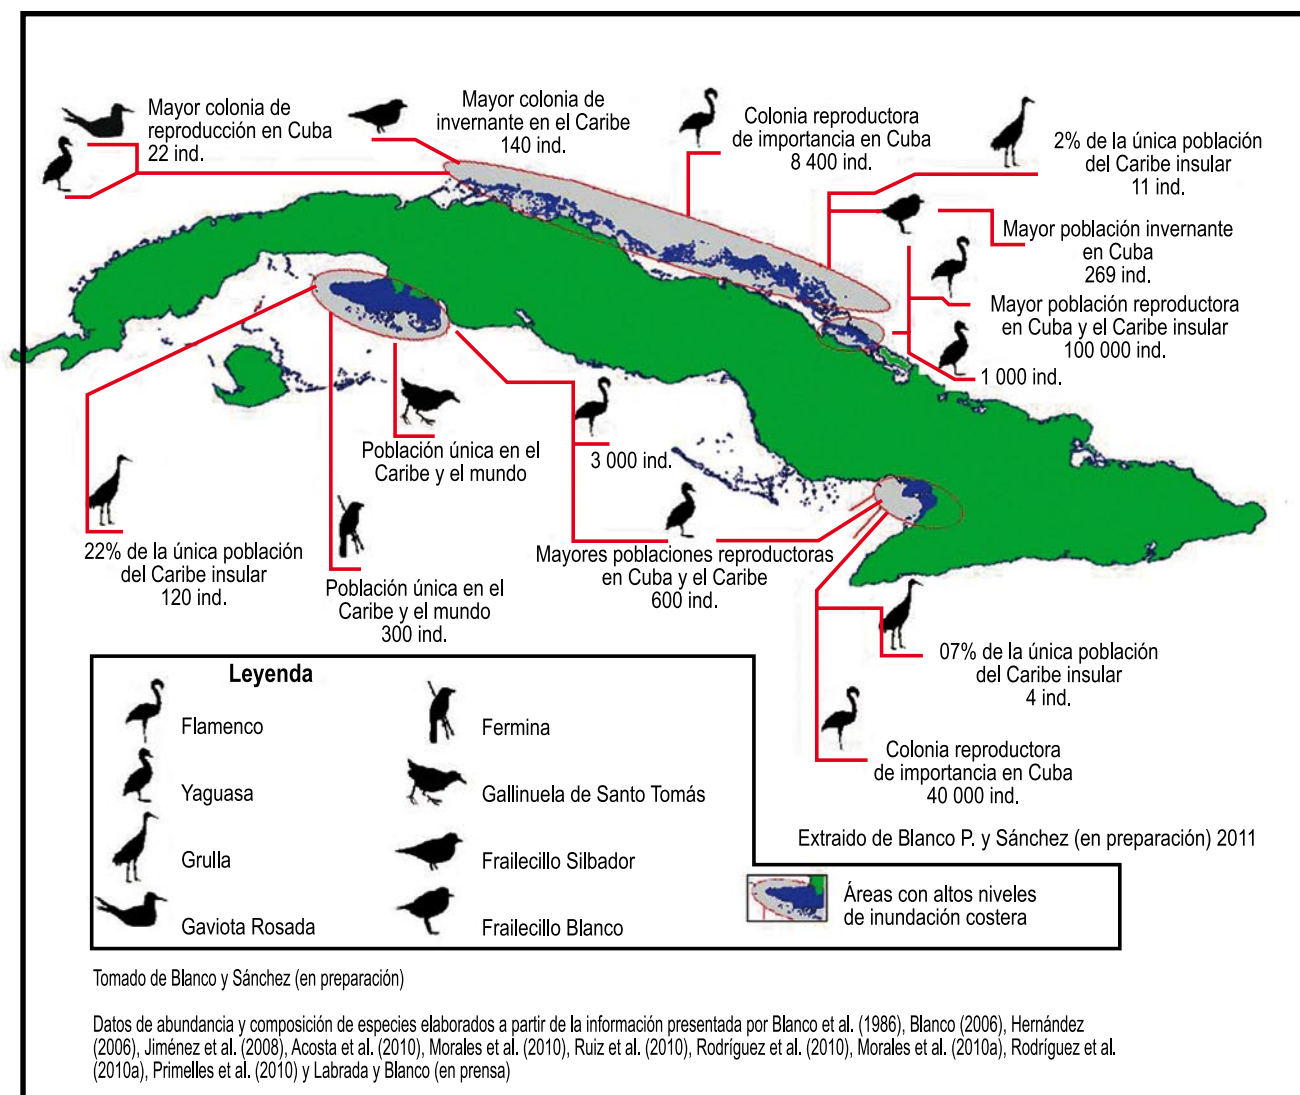 Mayor colonia de
reproducción en Cuba
22 ind.
Mayor colonia de
invernante en el Caribe
140 ind.
Colonia reproductora
de importancia en Cuba
8 400 ind.
2% de la única población
del Caribe insular
11 ind.
Mayor población invernante
en Cuba
269 ind.
Mayor población reproductora
en Cuba y el Caribe insular
100 000 ind.
1 000 ind.
Población única en el
Caribe y el mundo
3 000 ind.
22% de la única población
del Caribe insular
120 ind.
Población única en el
Caribe y el mundo
300 ind.
Mayores poblaciones reproductoras
en Cuba y el Caribe
600 ind.
07% de la única población
del Caribe insular
4 ind.
Colonia reproductora
de importancia en Cuba
40 000 ind.
Leyenda
Flamenco
Yaguasa
Grulla
Gaviota Rosada
Fermina
Gallinuela de Santo Tomás
Frailecillo Silbador
Frailecillo Blanco
Extraido de Blanco P. y Sánchez (en preparación) 2011
Áreas con altos niveles
de inundación costera
Tomado de Blanco y Sánchez (en preparación)
Datos de abundancia y composición de especies elaborados a partir de la información presentada por Blanco et al. (1986), Blanco (2006), Hernández
(2006), Jiménez et al. (2008), Acosta et al. (2010), Morales et al. (2010), Ruiz et al. (2010), Rodríguez et al. (2010), Morales et al. (2010a), Rodríguez et al.
(2010a), Primelles et al. (2010) y Labrada y Blanco (en prensa)